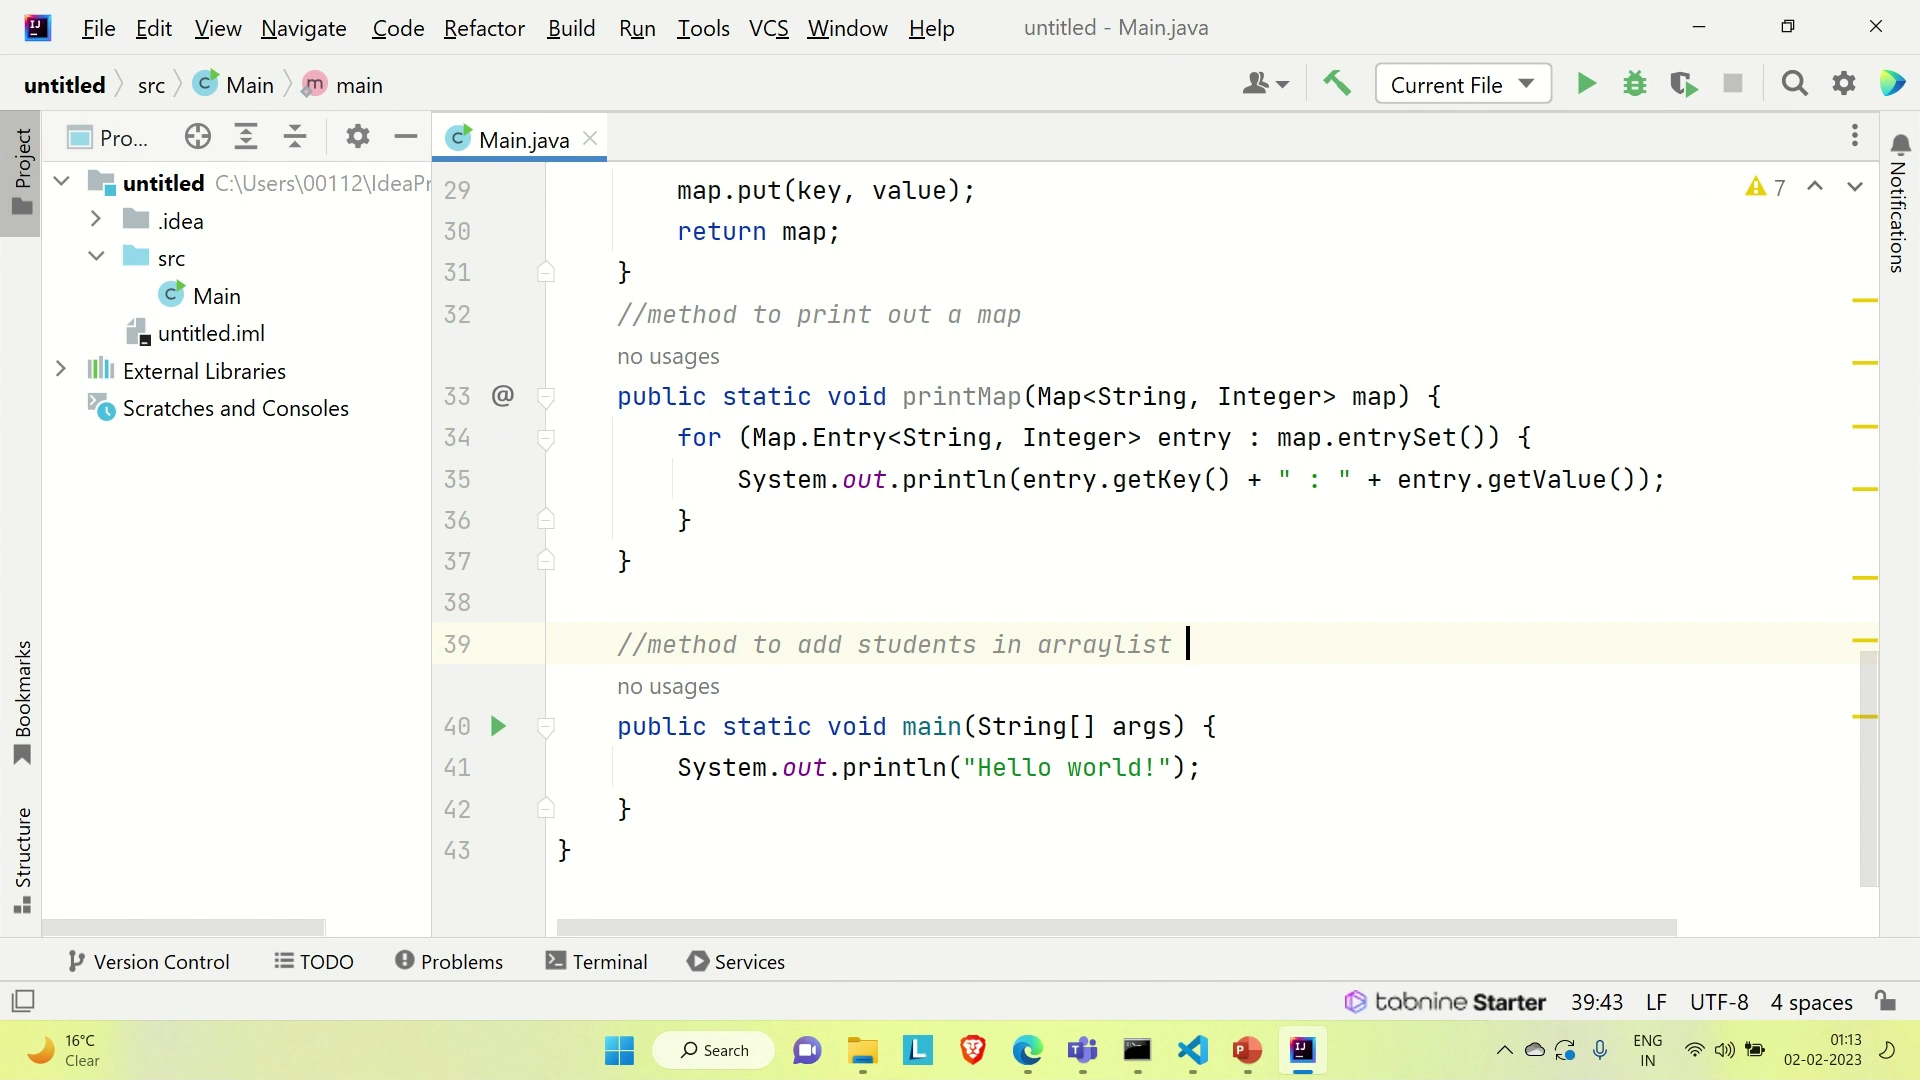 File Edit View Navigate Code Refactor Build Run Tools VCS Window Help untitled - Main.java
untitled src Main main Current File
Project
Pro...
Main.java
untitled C:\Users\00112\IdeaPr
.idea
src
Main
untitled.iml
External Libraries
Scratches and Consoles
Bookmarks
Structure
Notifications
7
29 map.put(key, value);
30 return map;
31 }
32 //method to print out a map
no usages
33 @ public static void printMap(Map<String, Integer> map) {
34 for (Map.Entry<String, Integer> entry : map.entrySet()) {
35 System.out.println(entry.getKey() + " : " + entry.getValue());
36 }
37 }
38
39 //method to add students in arraylist
no usages
40 public static void main(String[] args) {
41 System.out.println("Hello world!");
42 }
43 }
Version Control TODO Problems Terminal Services
tabnine Starter 39:43 LF UTF-8 4 spaces
16°C
Clear
Search
ENG
IN
01:13
02-02-2023